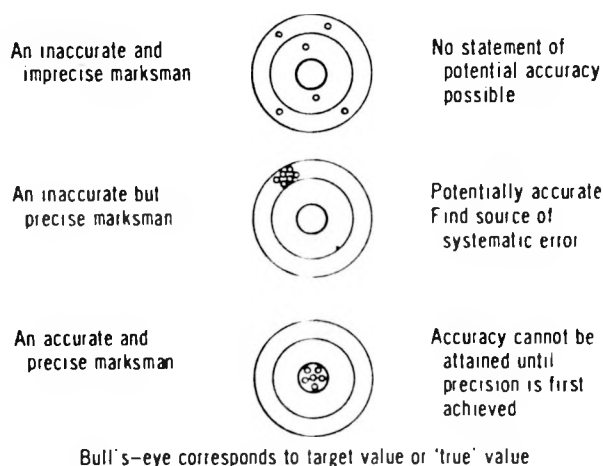 An inaccurate and
imprecise marksman
No statement of
potential accuracy
possible
An inaccurate but
precise marksman
Potentially accurate
Find source of
systematic error
An accurate and
precise marksman
Accuracy cannot be
attained until
precision is first
achieved
Bull's-eye corresponds to target value or 'true' value